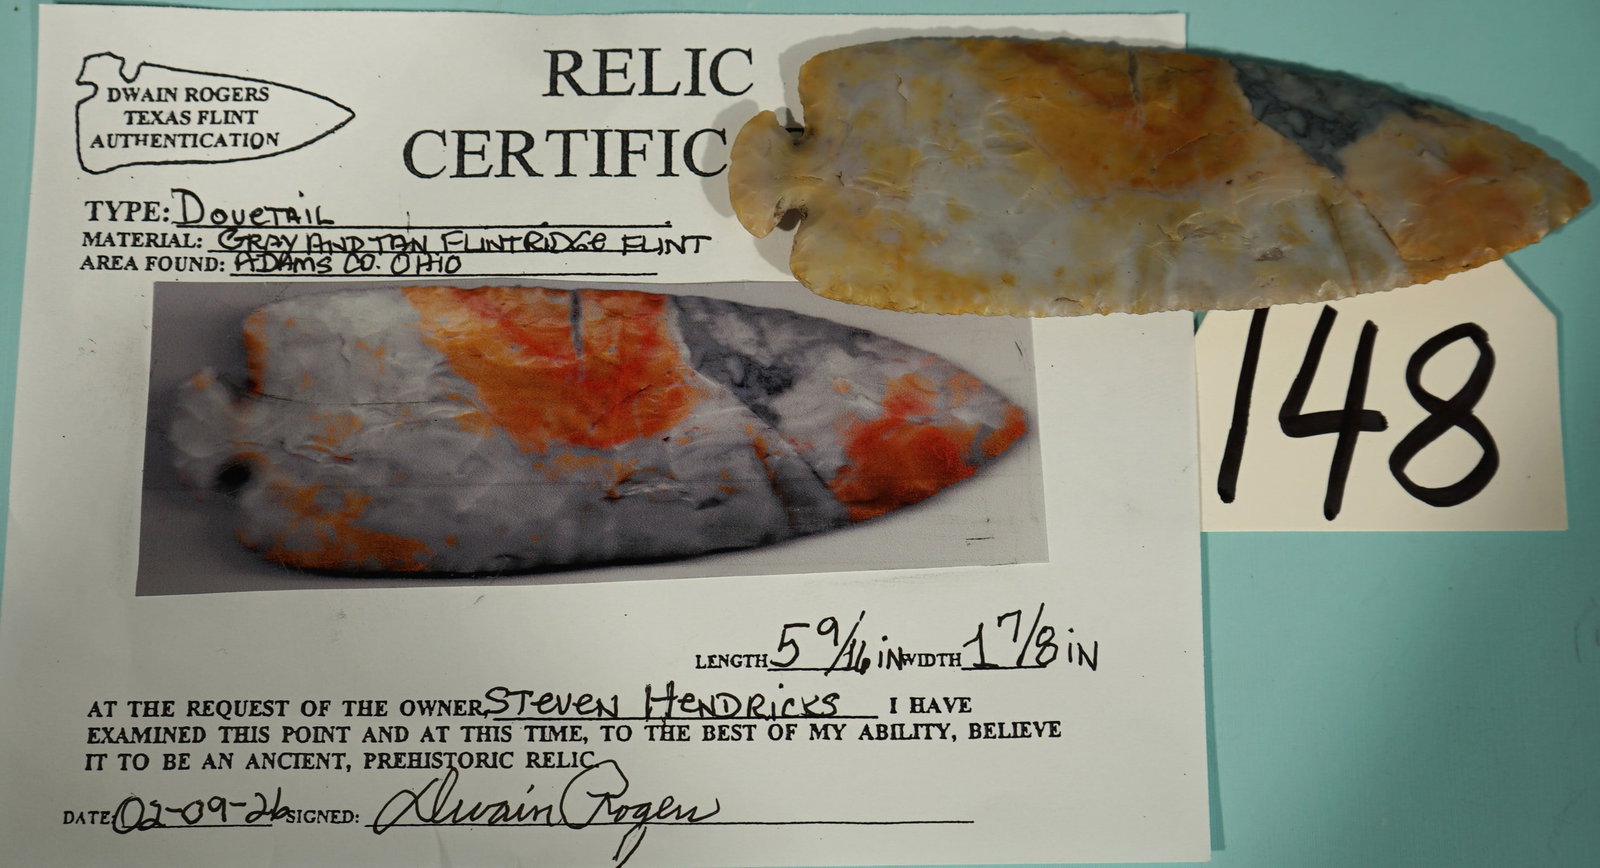 DWAIN ROGERS
TEXAS FLINT
AUTHENTICATION
RELIC
CERTIFIC
TYPE: DOVETAIL
MATERIAL: GRAY AND TAN FLINTRIDGE FLINT
AREA FOUND: ADAMS CO. OHIO
148
LENGTH 5 9/16 IN WIDTH 1 7/8 IN
AT THE REQUEST OF THE OWNER, STEVEN HENDRICKS I HAVE
EXAMINED THIS POINT AND AT THIS TIME, TO THE BEST OF MY ABILITY, BELIEVE
IT TO BE AN ANCIENT, PREHISTORIC RELIC.
DATE: 02-09-26 SIGNED: Dwain Rogers